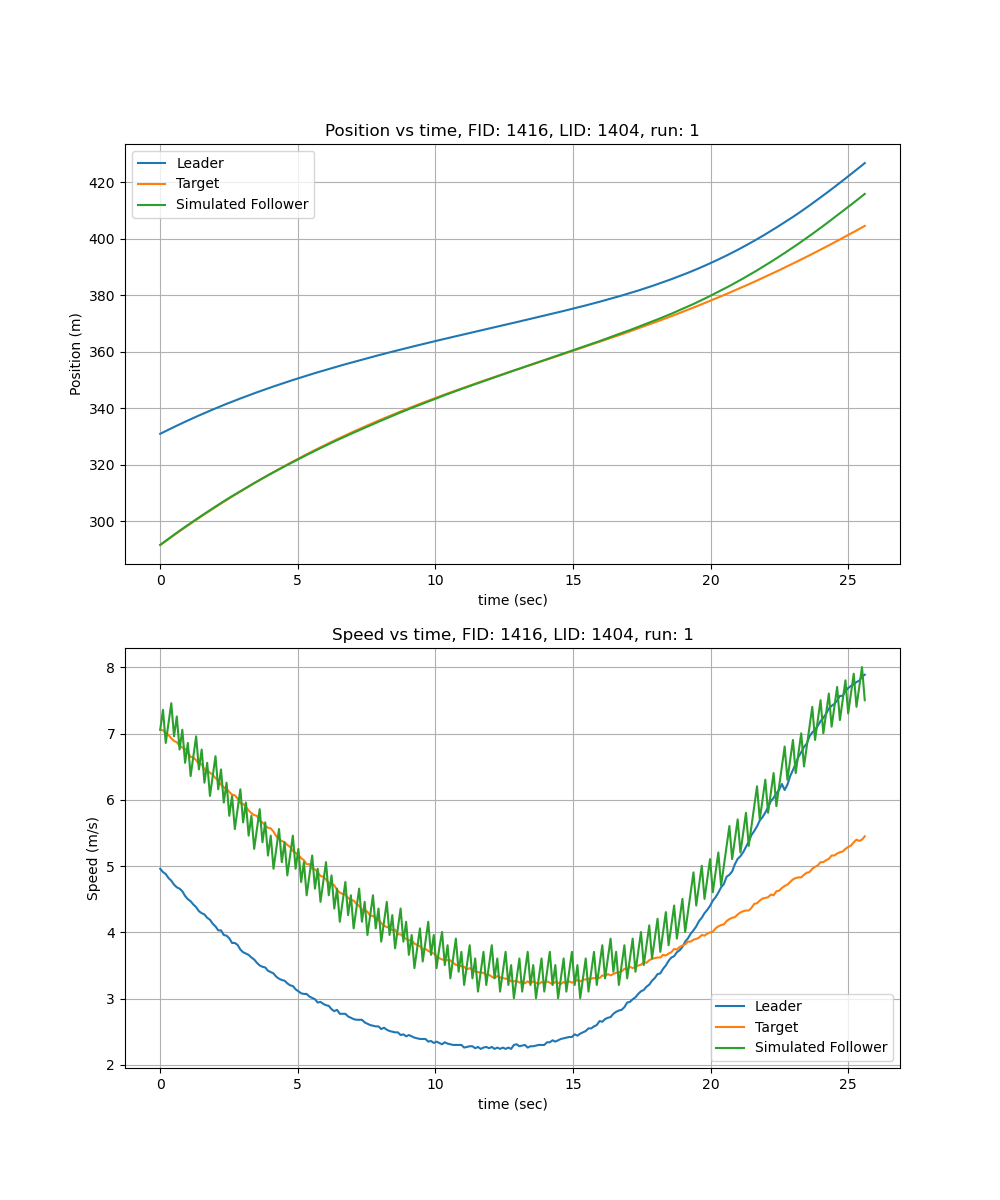 Position vs time, FID: 1416, LID: 1404, run: 1
Leader
Target
Simulated Follower
420
400
380
360
340
320
300
Position (m)
0 5 10 15 20 25
time (sec)
Speed vs time, FID: 1416, LID: 1404, run: 1
8
7
6
5
4
3
2
Speed (m/s)
Leader
Target
Simulated Follower
0 5 10 15 20 25
time (sec)